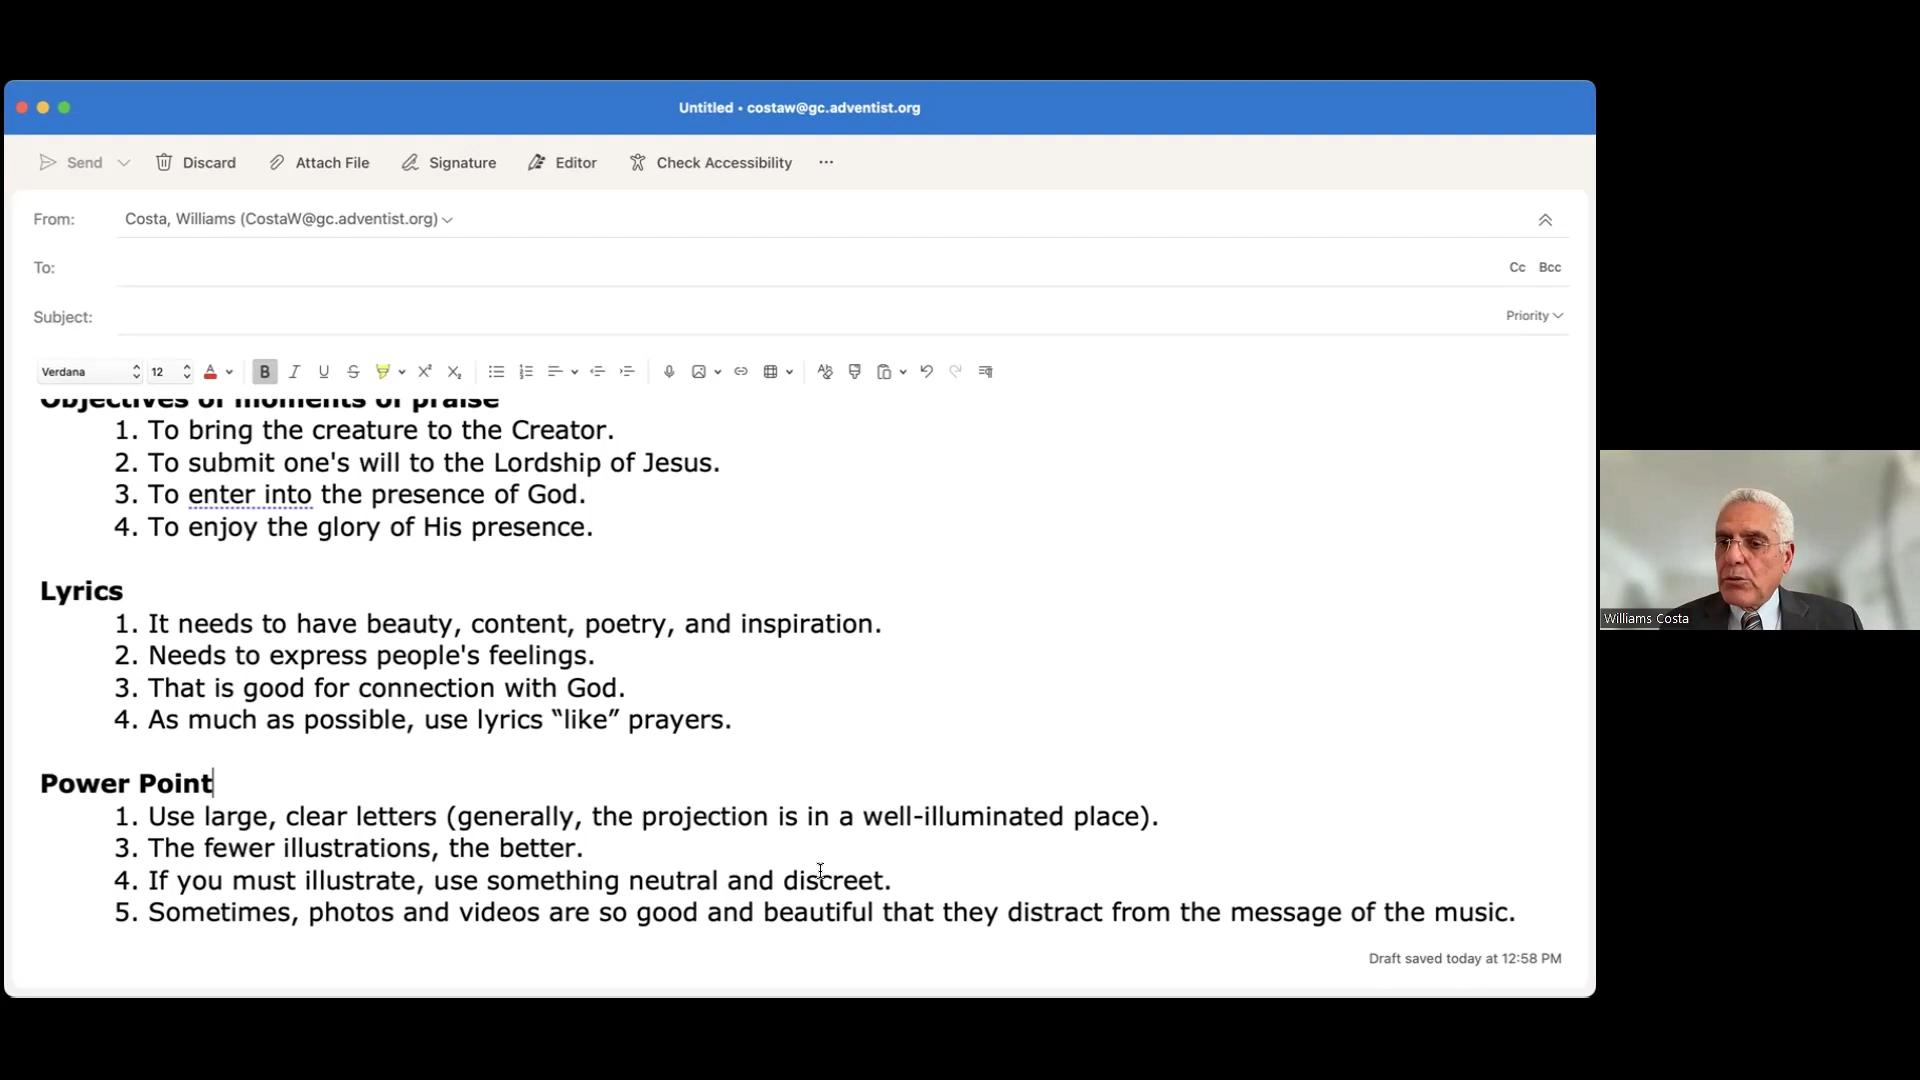 Untitled • costaw@gc.adventist.org
Send
Discard
Attach File
Signature
Editor
Check Accessibility
From: Costa, Williams (CostaW@gc.adventist.org)
To:
Cc Bcc
Subject:
Priority
Verdana 12
Objectives of moments of praise
1. To bring the creature to the Creator.
2. To submit one's will to the Lordship of Jesus.
3. To enter into the presence of God.
4. To enjoy the glory of His presence.
Lyrics
1. It needs to have beauty, content, poetry, and inspiration.
2. Needs to express people's feelings.
3. That is good for connection with God.
4. As much as possible, use lyrics “like” prayers.
Power Point
1. Use large, clear letters (generally, the projection is in a well-illuminated place).
3. The fewer illustrations, the better.
4. If you must illustrate, use something neutral and discreet.
5. Sometimes, photos and videos are so good and beautiful that they distract from the message of the music.
Draft saved today at 12:58 PM
Williams Costa